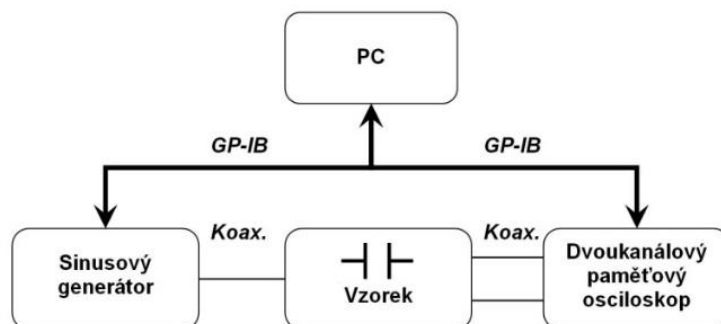 PC
GP-IB
GP-IB
Koax.
Koax.
Sinusový
generátor
Vzorek
Dvoukanálový
paměťový
osciloskop